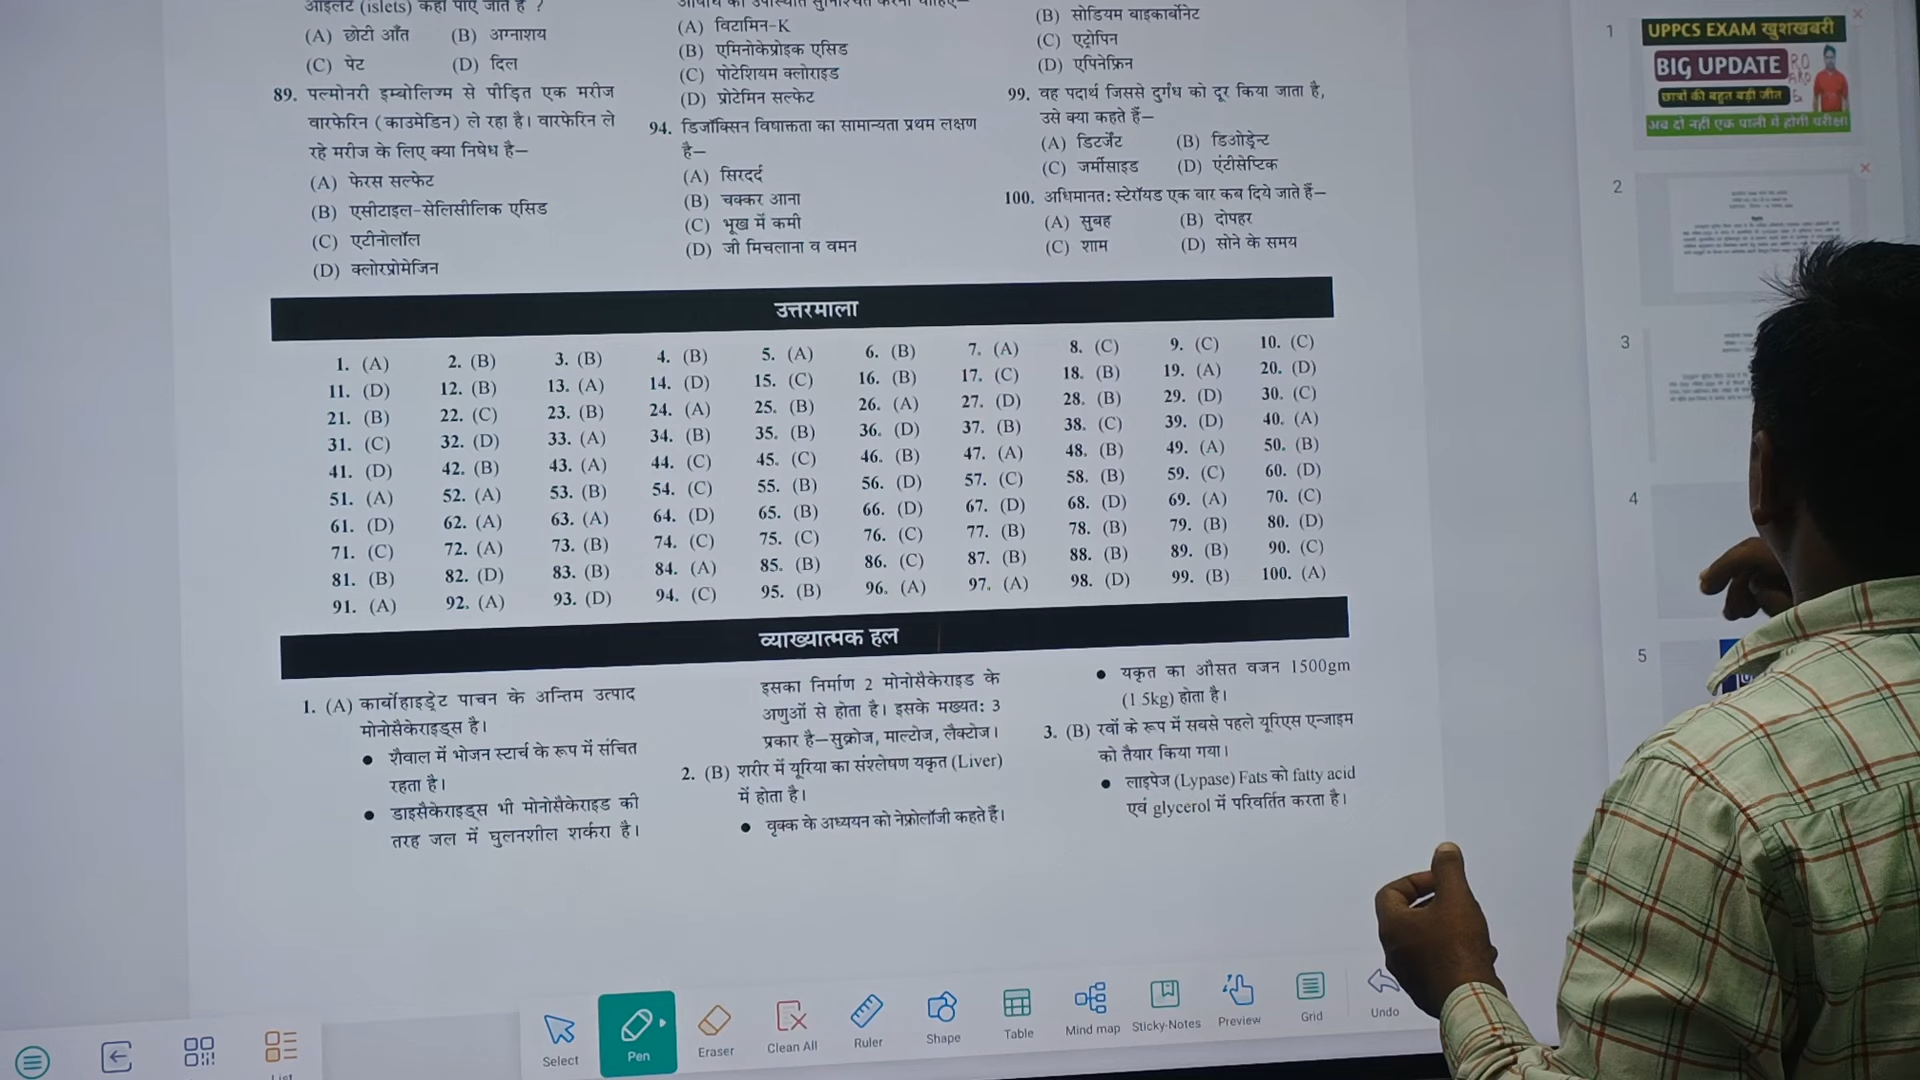 आइलेट (islets) कहाँ पाए जाते हैं ?
(A) छोटी आँत (B) अग्नाशय
(C) पेट (D) दिल
89. पल्मोनरी इम्बोलिज्म से पीड़ित एक मरीज
वारफेरिन (काउमेडिन) ले रहा है। वारफेरिन ले
रहे मरीज के लिए क्या निषेध है—
(A) फेरस सल्फेट
(B) एसीटाइल-सेलिसीलिक एसिड
(C) एटीनोलॉल
(D) क्लोरप्रोमेजिन
(A) विटामिन-K
(B) एमिनोकेप्रोइक एसिड
(C) पोटेशियम क्लोराइड
(D) प्रोटेमिन सल्फेट
94. डिजॉक्सिन विषाक्तता का सामान्यता प्रथम लक्षण
है—
(A) सिरदर्द
(B) चक्कर आना
(C) भूख में कमी
(D) जी मिचलाना व वमन
(B) सोडियम बाइकार्बोनेट
(C) एट्रोपिन
(D) एपिनेफ्रिन
99. वह पदार्थ जिससे दुर्गंध को दूर किया जाता है,
उसे क्या कहते हैं—
(A) डिटर्जेंट (B) डिओड्रेन्ट
(C) जर्मीसाइड (D) एंटीसेप्टिक
100. अधिमानत: स्टेरॉयड एक बार कब दिये जाते हैं—
(A) सुबह (B) दोपहर
(C) शाम (D) सोने के समय
उत्तरमाला
1. (A) 2. (B) 3. (B) 4. (B) 5. (A) 6. (B) 7. (A) 8. (C) 9. (C) 10. (C)
11. (D) 12. (B) 13. (A) 14. (D) 15. (C) 16. (B) 17. (C) 18. (B) 19. (A) 20. (D)
21. (B) 22. (C) 23. (B) 24. (A) 25. (B) 26. (A) 27. (D) 28. (B) 29. (D) 30. (C)
31. (C) 32. (D) 33. (A) 34. (B) 35. (B) 36. (D) 37. (B) 38. (C) 39. (D) 40. (A)
41. (D) 42. (B) 43. (A) 44. (C) 45. (C) 46. (B) 47. (A) 48. (B) 49. (A) 50. (B)
51. (A) 52. (A) 53. (B) 54. (C) 55. (B) 56. (D) 57. (C) 58. (B) 59. (C) 60. (D)
61. (D) 62. (A) 63. (A) 64. (D) 65. (B) 66. (D) 67. (D) 68. (D) 69. (A) 70. (C)
71. (C) 72. (A) 73. (B) 74. (C) 75. (C) 76. (C) 77. (B) 78. (B) 79. (B) 80. (D)
81. (B) 82. (D) 83. (B) 84. (A) 85. (B) 86. (C) 87. (B) 88. (B) 89. (B) 90. (C)
91. (A) 92. (A) 93. (D) 94. (C) 95. (B) 96. (A) 97. (A) 98. (D) 99. (B) 100. (A)
व्याख्यात्मक हल
1. (A) कार्बोहाइड्रेट पाचन के अन्तिम उत्पाद
मोनोसैकेराइड्स है।
● शैवाल में भोजन स्टार्च के रूप में संचित
रहता है।
● डाइसैकेराइड्स भी मोनोसैकेराइड की
तरह जल में घुलनशील शर्करा है।
इसका निर्माण 2 मोनोसैकेराइड के
अणुओं से होता है। इसके मख्यत: 3
प्रकार है—सुक्रोज, माल्टोज, लैक्टोज।
2. (B) शरीर में यूरिया का संश्लेषण यकृत (Liver)
में होता है।
● वृक्क के अध्ययन को नेफ्रोलॉजी कहते हैं।
● यकृत का औसत वजन 1500gm
(1.5kg) होता है।
3. (B) रवों के रूप में सबसे पहले यूरिएस एन्जाइम
को तैयार किया गया।
● लाइपेज (Lypase) Fats को fatty acid
एवं glycerol में परिवर्तित करता है।
1
UPPCS EXAM खुशखबरी
BIG UPDATE
RO
ARO
छात्रों की बहुत बड़ी जीत
अब दो नहीं एक पाली में होगी परीक्षा
2
3
4
5
List
Select
Pen
Eraser
Clean All
Ruler
Shape
Table
Mind map
Sticky-Notes
Preview
Grid
Undo